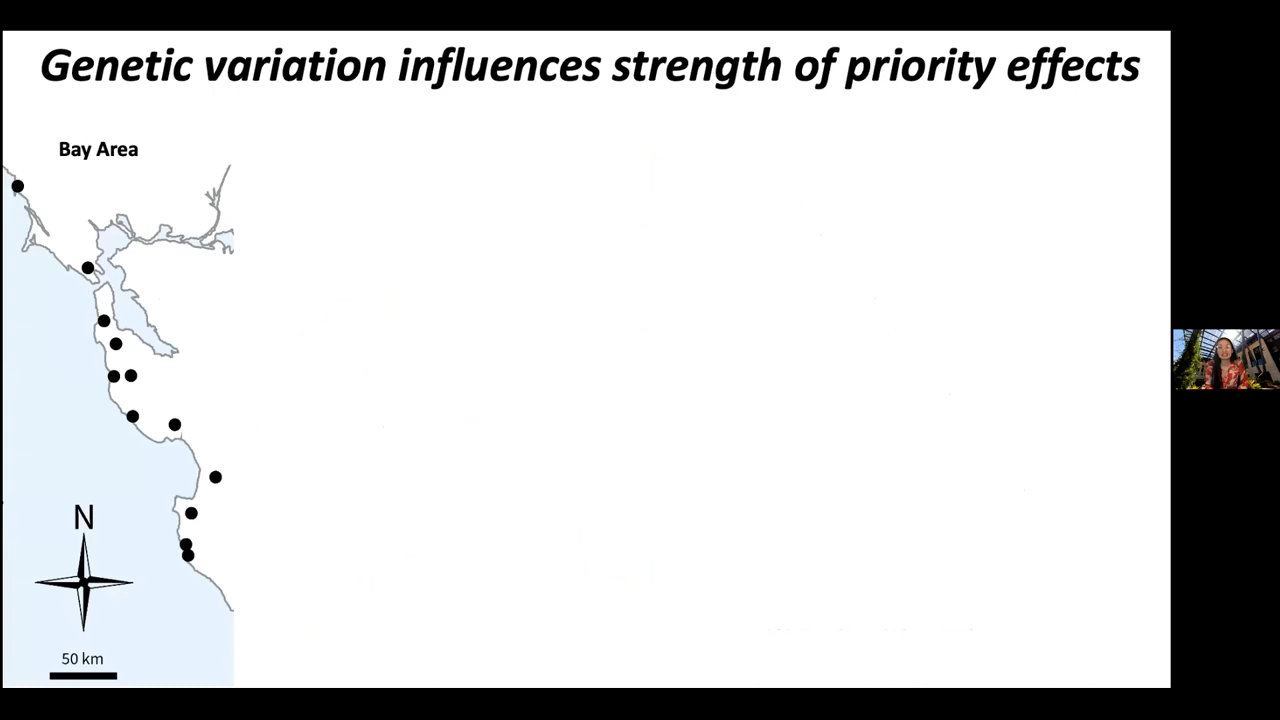 Genetic variation influences strength of priority effects
Bay Area
N
50 km